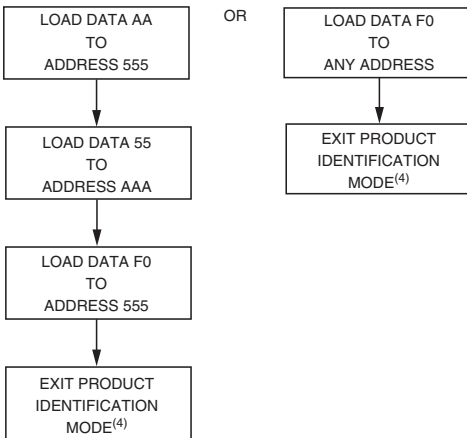 LOAD DATA AA
TO
ADDRESS 555
LOAD DATA 55
TO
ADDRESS AAA
LOAD DATA F0
TO
ADDRESS 555
EXIT PRODUCT
IDENTIFICATION
MODE(4)
OR
LOAD DATA F0
TO
ANY ADDRESS
EXIT PRODUCT
IDENTIFICATION
MODE(4)